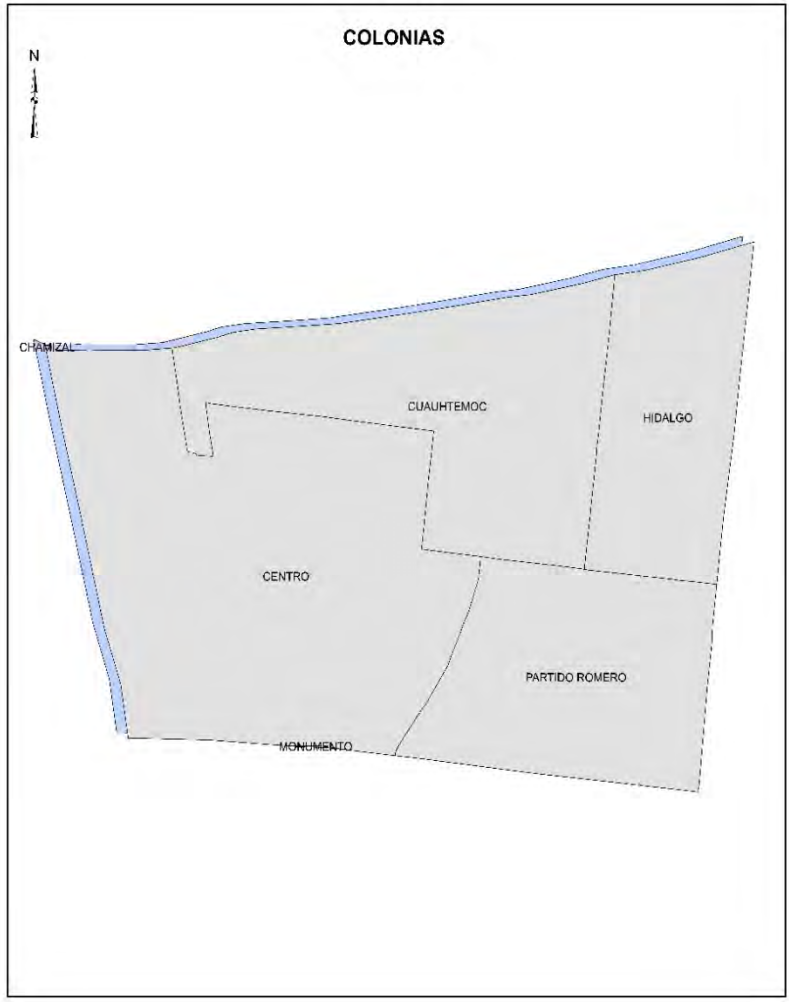 COLONIAS
N
CHAMIZAL
CUAUHTEMOC
HIDALGO
CENTRO
PARTIDO ROMERO
MONUMENTO